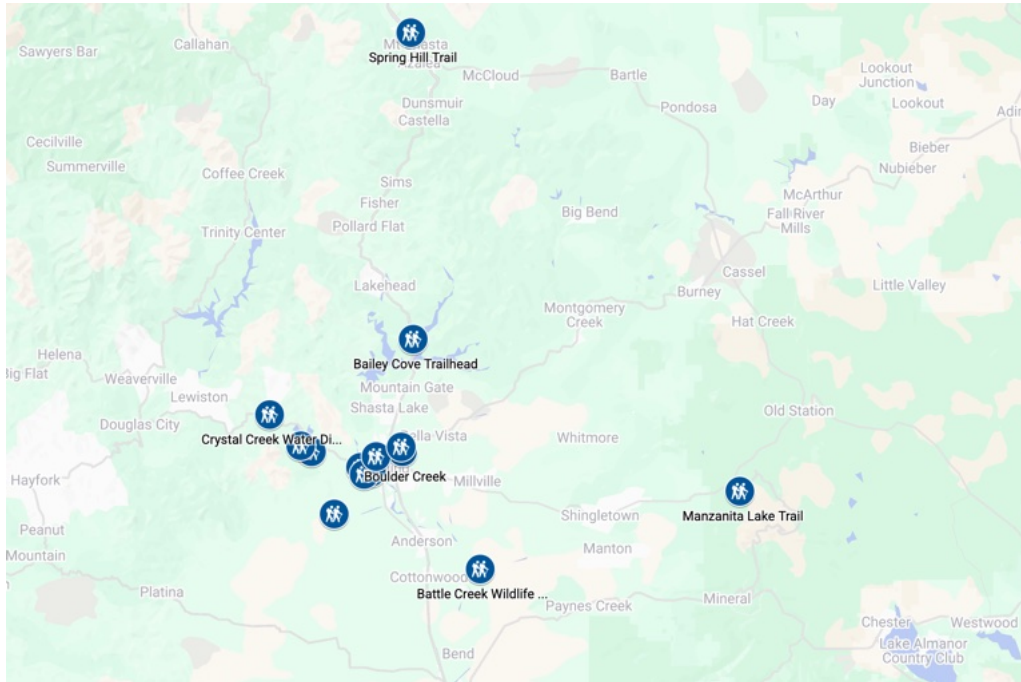 Sawyers Bar
Callahan
Spring Hill Trail
McCloud
Bartle
Lookout
Junction
Day
Lookout
Pondosa
Dunsmuir
Castella
Cecilville
Summerville
Coffee Creek
Bieber
Nubieber
McArthur
Sims
Fisher
Pollard Flat
Big Bend
Fall River
Mills
Trinity Center
Cassel
Burney
Little Valley
Lakehead
Montgomery
Creek
Hat Creek
Helena
Big Flat
Weaverville
Lewiston
Bailey Cove Trailhead
Mountain Gate
Shasta Lake
Old Station
Douglas City
Crystal Creek Water Di...
Whitmore
Boulder Creek
Hayfork
Millville
Shingletown
Manzanita Lake Trail
Peanut
Mountain
Anderson
Manton
Cottonwood
Battle Creek Wildlife ...
Platina
Paynes Creek
Mineral
Chester
Westwood
Lake Almanor
Country Club
Bend